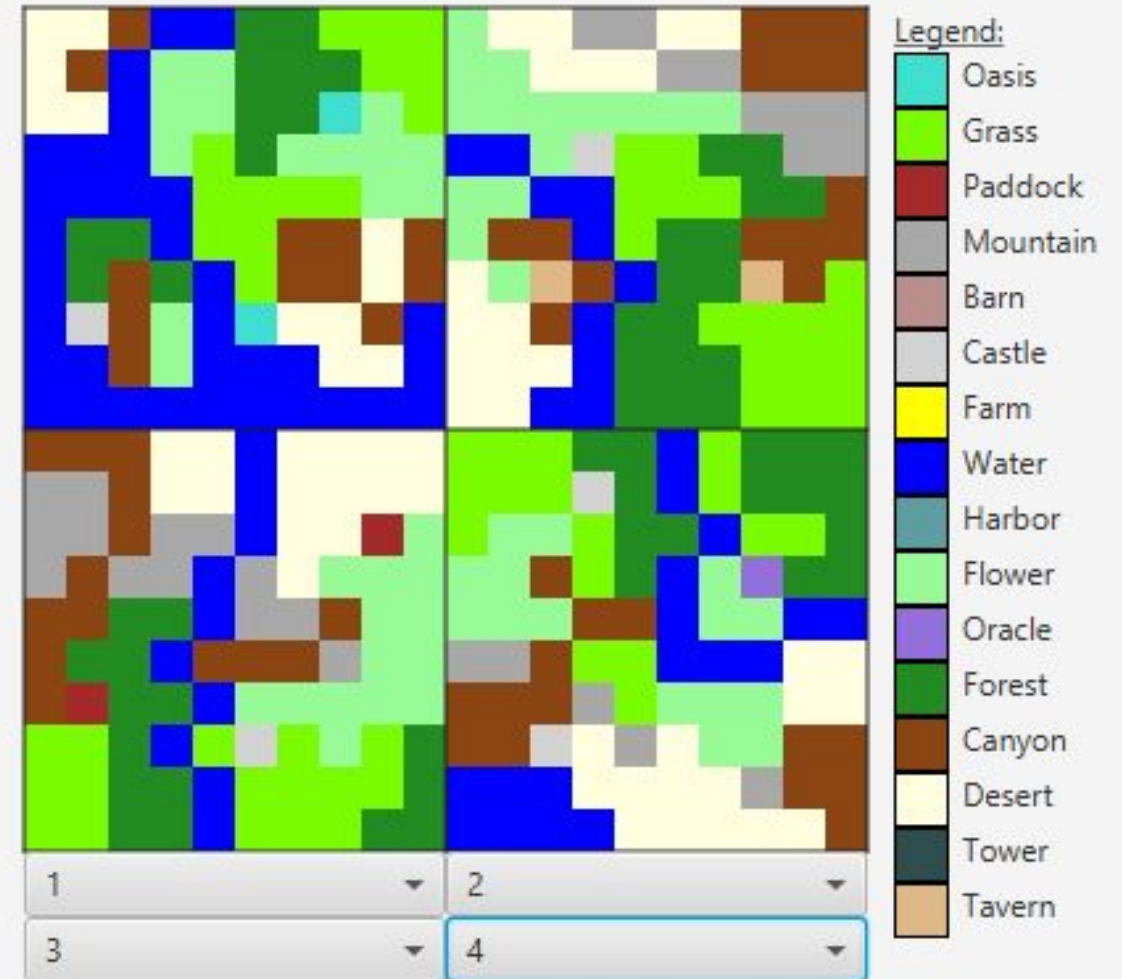 Legend:
Oasis
Grass
Paddock
Mountain
Barn
Castle
Farm
Water
Harbor
Flower
Oracle
Forest
Canyon
Desert
Tower
Tavern
1
2
3
4